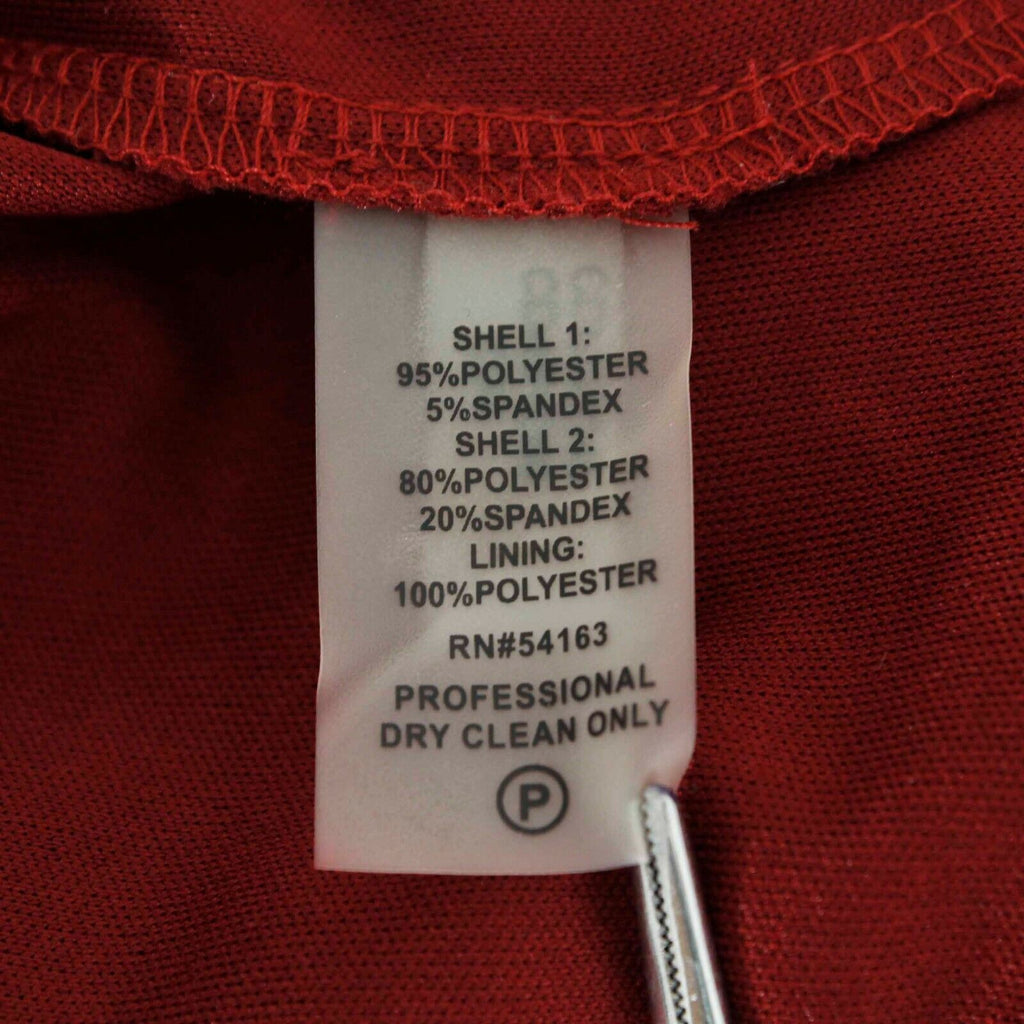 SHELL 1:
95%POLYESTER
5%SPANDEX
SHELL 2:
80%POLYESTER
20%SPANDEX
LINING:
100%POLYESTER
RN#54163
PROFESSIONAL
DRY CLEAN ONLY
P